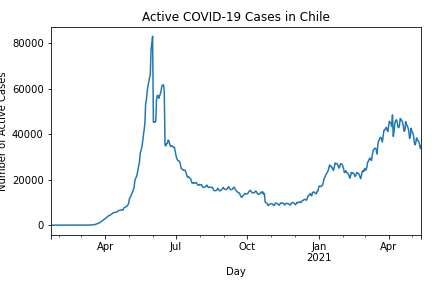 Active COVID-19 Cases in Chile
Number of Active Cases
80000
60000
40000
20000
0
Apr Jul Oct Jan Apr
2021
Day